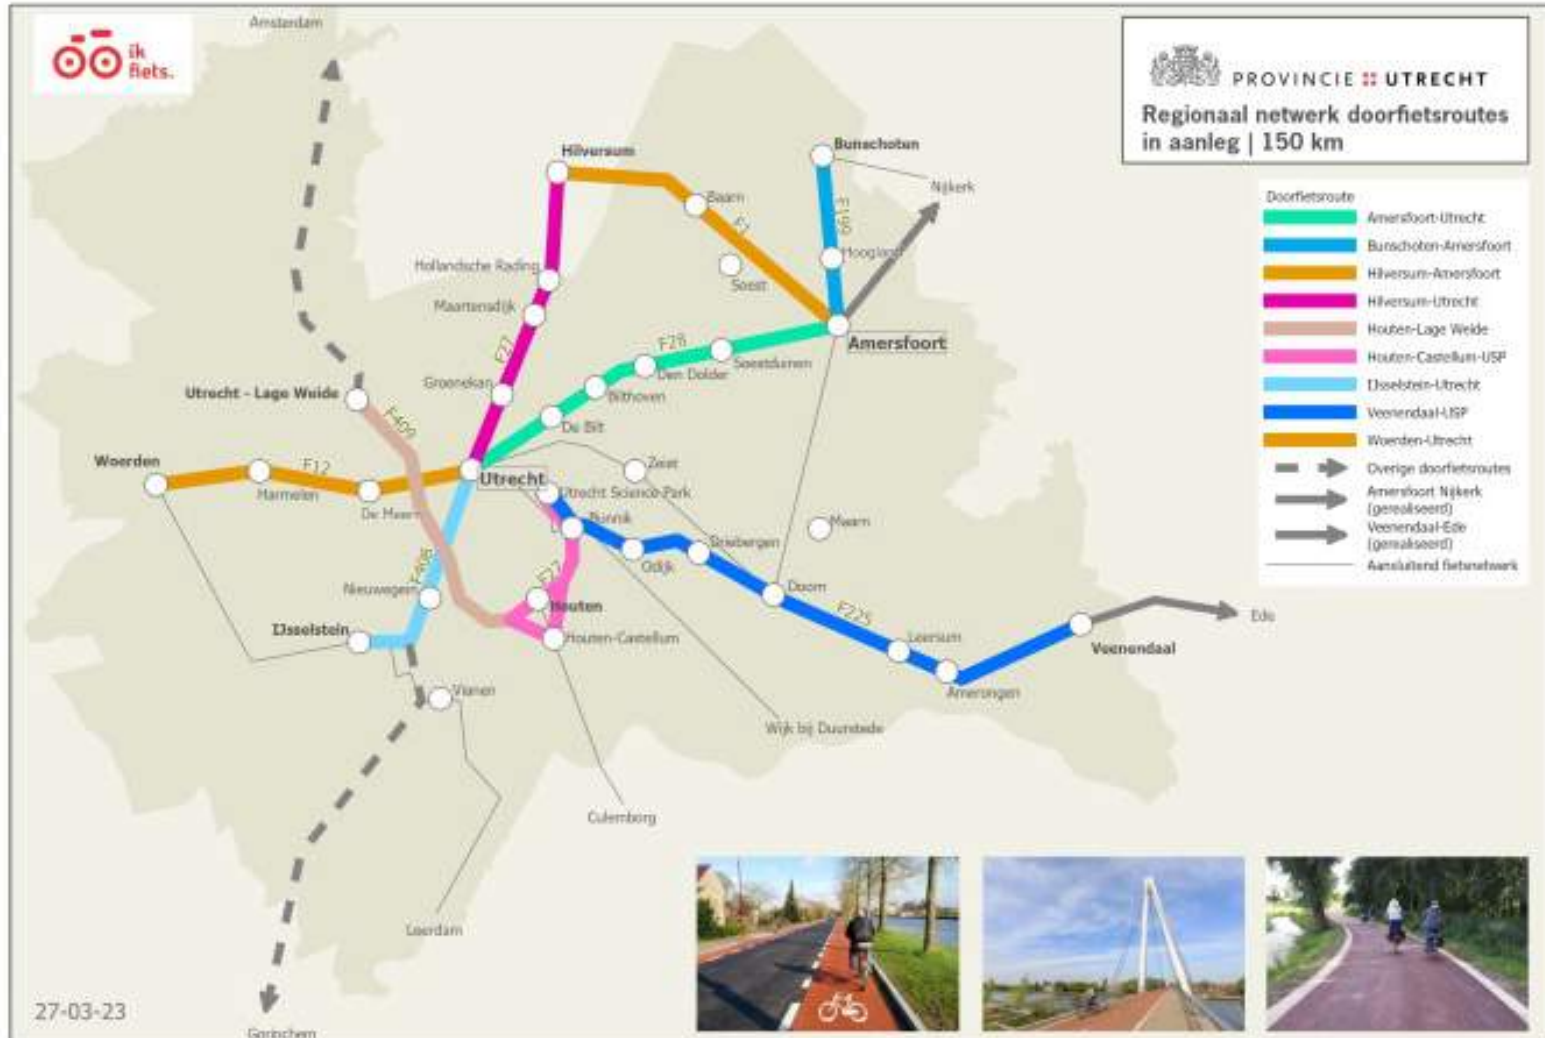 Amsterdam
ik
fiets.
PROVINCIE UTRECHT
Regionaal netwerk doorfietsroutes
in aanleg | 150 km
Hilversum
Bunschoten
Nijkerk
Baarn
F1
F199
Hoogland
Hollandsche Rading
Soest
Maartensdijk
F28
Soestduinen
Amersfoort
Den Dolder
F27
Groenekan
Bilthoven
Utrecht - Lage Weide
F409
De Bilt
Woerden
F12
Utrecht
Zeist
Harmelen
Utrecht Science Park
De Meern
Bunnik
Maarn
Driebergen
Odijk
F408
F27
Nieuwegein
Houten
Doorn
F225
Ede
IJsselstein
Houten-Castellum
Leersum
Veenendaal
Vianen
Amerongen
Wijk bij Duurstede
Culemborg
Leerdam
Gorinchem
27-03-23
Doorfietsroute
Amersfoort-Utrecht
Bunschoten-Amersfoort
Hilversum-Amersfoort
Hilversum-Utrecht
Houten-Lage Weide
Houten-Castellum-USP
IJsselstein-Utrecht
Veenendaal-USP
Woerden-Utrecht
Overige doorfietsroutes
Amersfoort Nijkerk
(gerealiseerd)
Veenendaal-Ede
(gerealiseerd)
Aansluitend fietsnetwerk